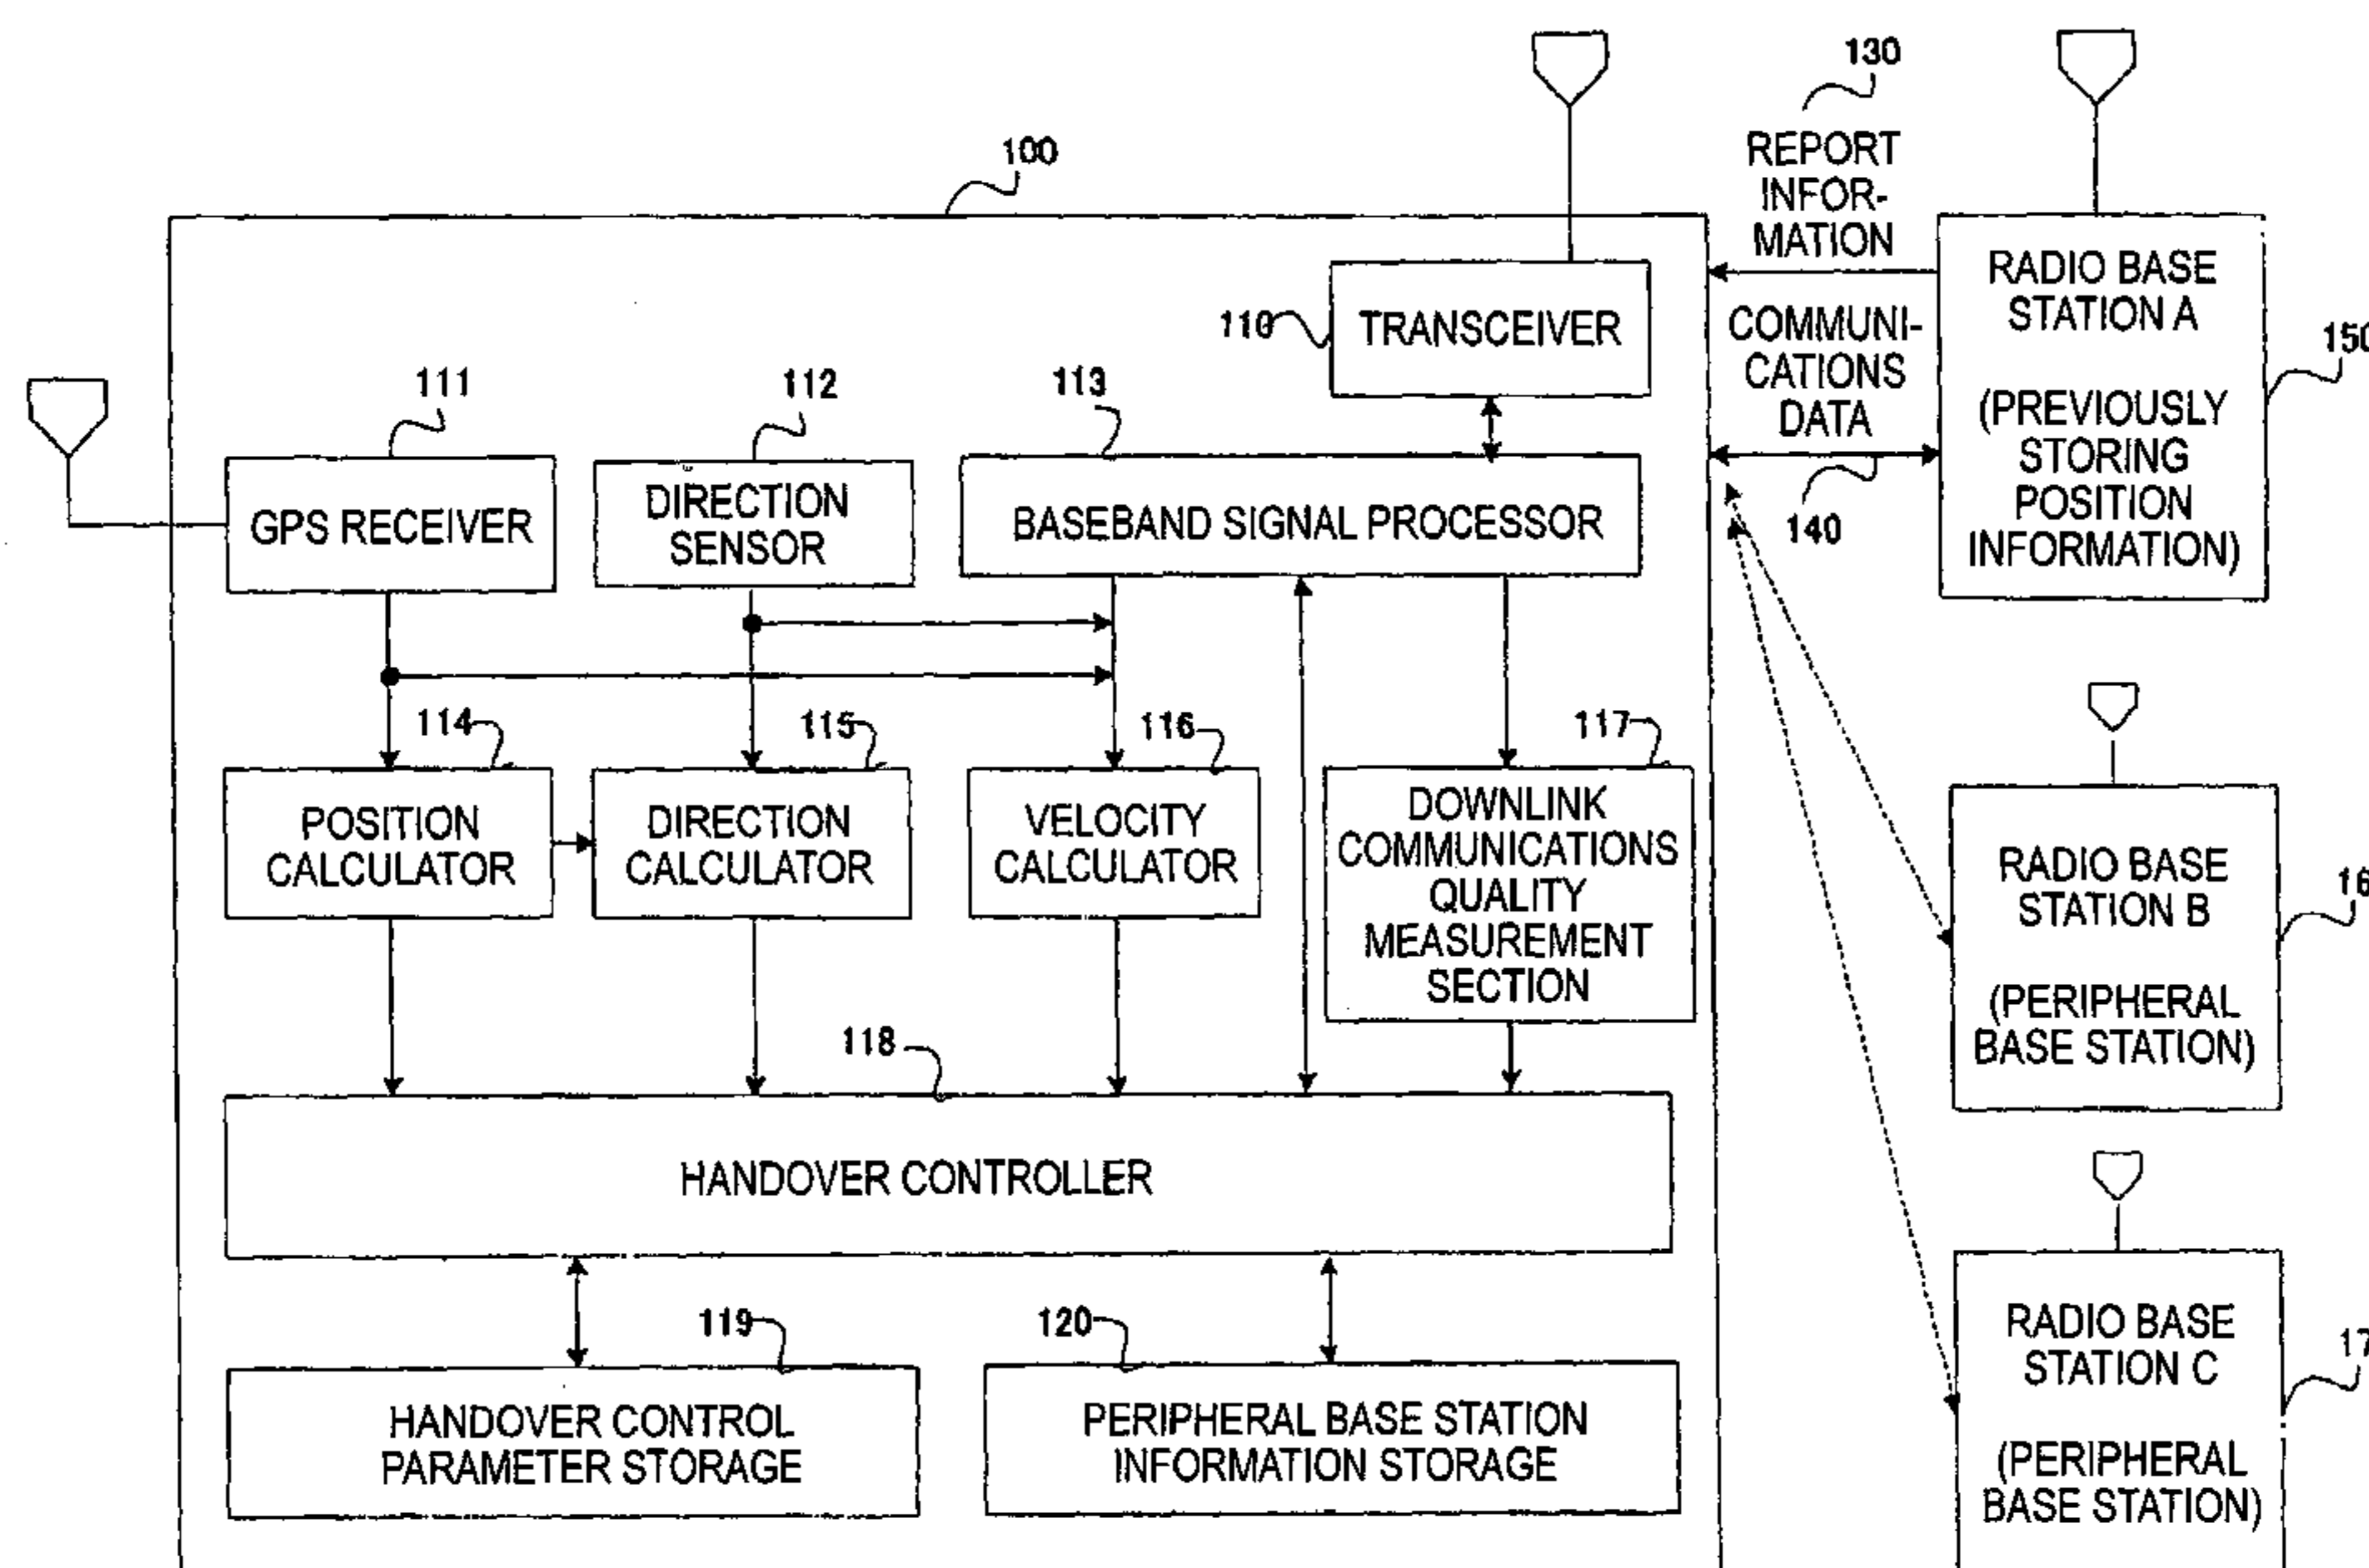 130
100
REPORT
INFOR-
MATION
RADIO BASE
STATION A
110
TRANSCEIVER
COMMUNI-
CATIONS
DATA
150
(PREVIOUSLY
STORING
POSITION
INFORMATION)
140
111
112
113
GPS RECEIVER
DIRECTION
SENSOR
BASEBAND SIGNAL PROCESSOR
114
115
116
117
POSITION
CALCULATOR
DIRECTION
CALCULATOR
VELOCITY
CALCULATOR
DOWNLINK
COMMUNICATIONS
QUALITY
MEASUREMENT
SECTION
RADIO BASE
STATION B
16
(PERIPHERAL
BASE STATION)
118
HANDOVER CONTROLLER
119
120
HANDOVER CONTROL
PARAMETER STORAGE
PERIPHERAL BASE STATION
INFORMATION STORAGE
RADIO BASE
STATION C
17
(PERIPHERAL
BASE STATION)